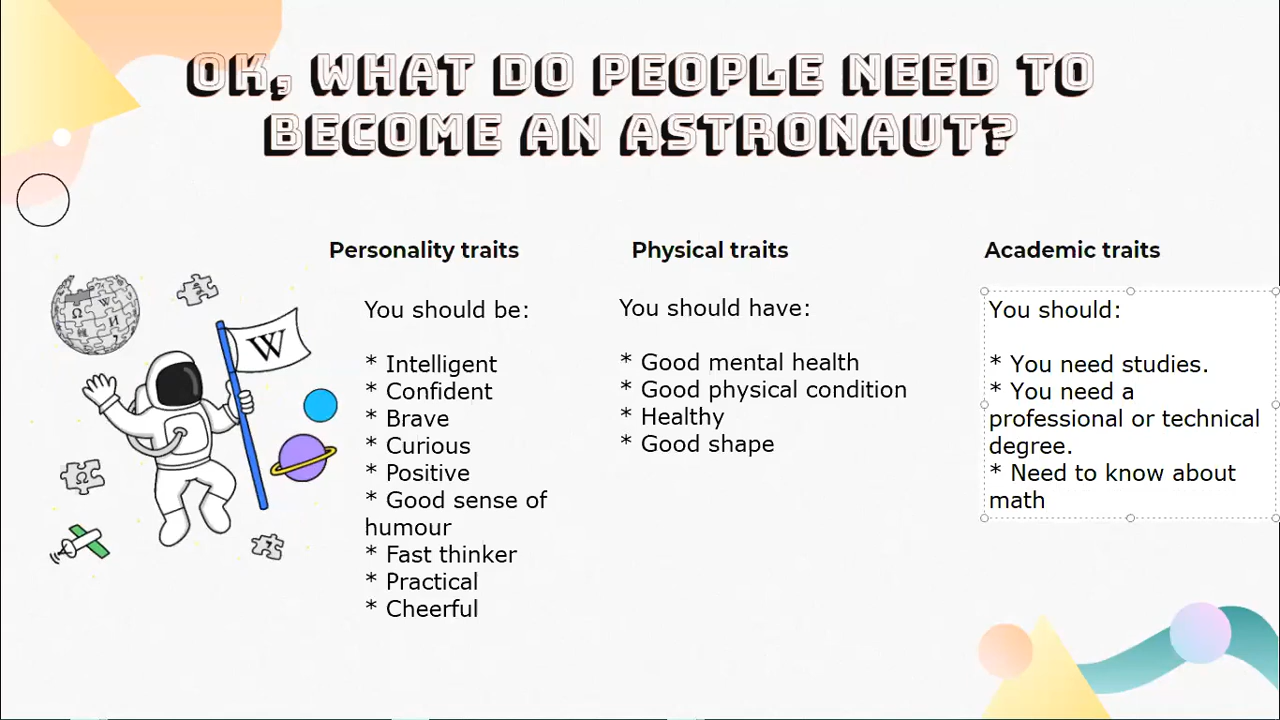 OK, WHAT DO PEOPLE NEED TO
BECOME AN ASTRONAUT?
Personality traits
You should be:
* Intelligent
* Confident
* Brave
* Curious
* Positive
* Good sense of
humour
* Fast thinker
* Practical
* Cheerful
Physical traits
You should have:
* Good mental health
* Good physical condition
* Healthy
* Good shape
Academic traits
You should:
* You need studies.
* You need a
professional or technical
degree.
* Need to know about
math
W
Ω
W
И
Ω